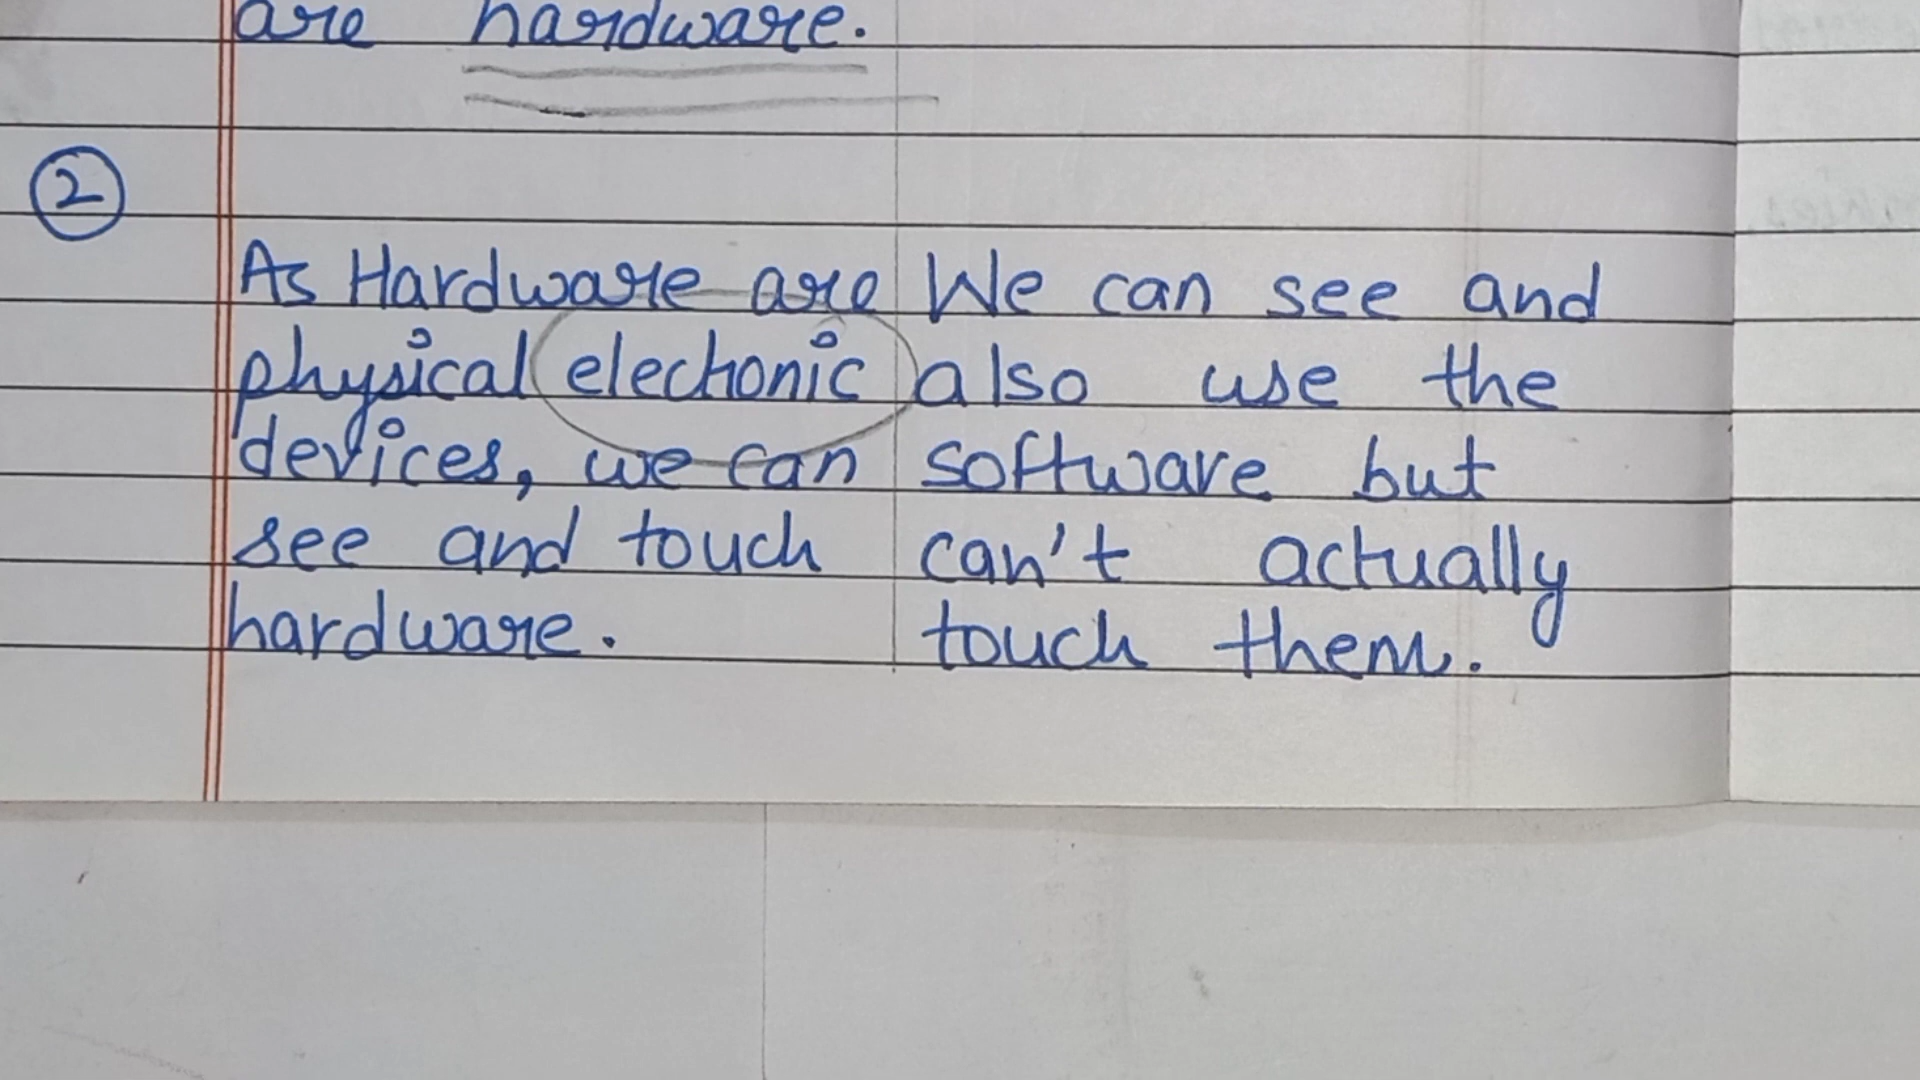 are hardware.
2
As Hardware are
physical elechonic
devices, we can
see and touch
hardware.
We can see and
also use the
software but
can't actually
touch them.